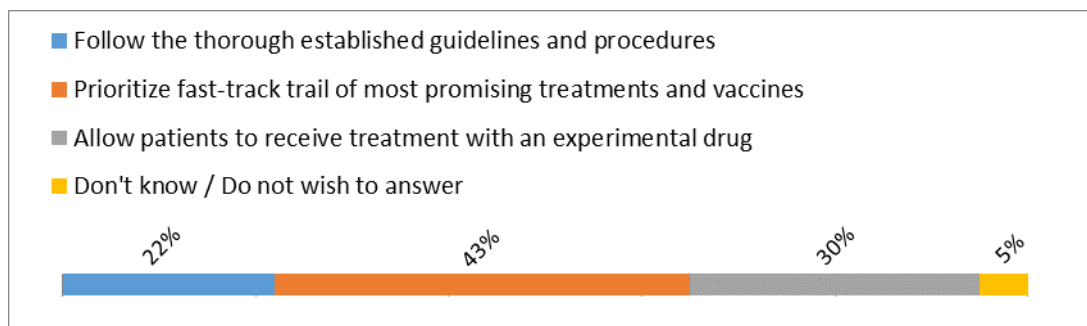 Follow the thorough established guidelines and procedures
Prioritize fast-track trail of most promising treatments and vaccines
Allow patients to receive treatment with an experimental drug
Don't know / Do not wish to answer
22%
43%
30%
5%